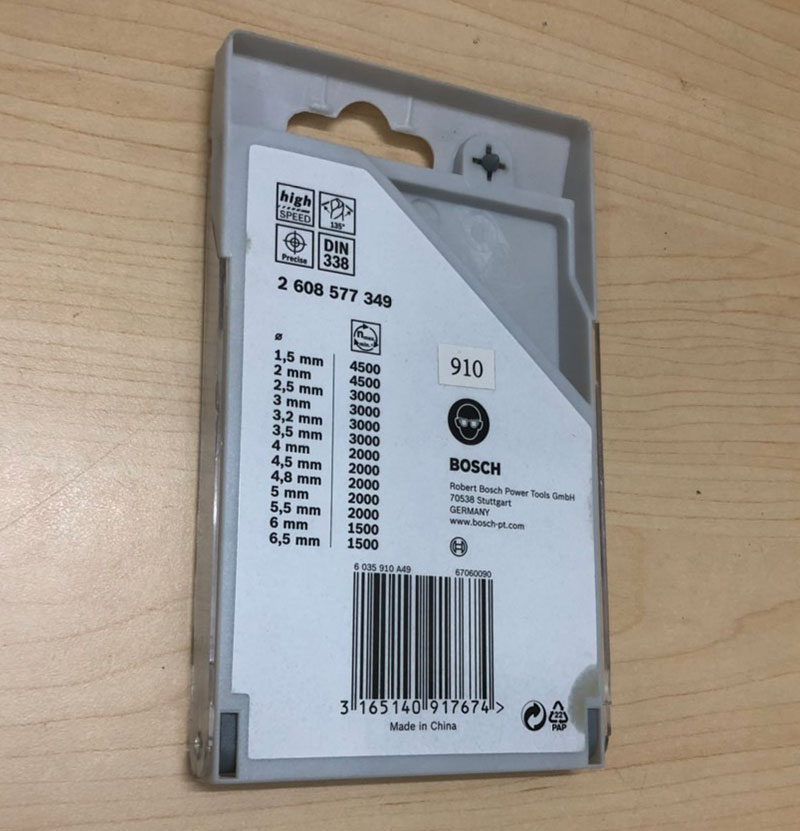 high
SPEED
135°
Precise
DIN
338
2 608 577 349
ø
nmax
min.-1
1,5 mm 4500
2 mm 4500
2,5 mm 3000
3 mm 3000
3,2 mm 3000
3,5 mm 3000
4 mm 2000
4,5 mm 2000
4,8 mm 2000
5 mm 2000
5,5 mm 2000
6 mm 1500
6,5 mm 1500
910
BOSCH
Robert Bosch Power Tools GmbH
70538 Stuttgart
GERMANY
www.bosch-pt.com
6 035 910 A49 67060090
3 165140 917674 >
Made in China
22
PAP